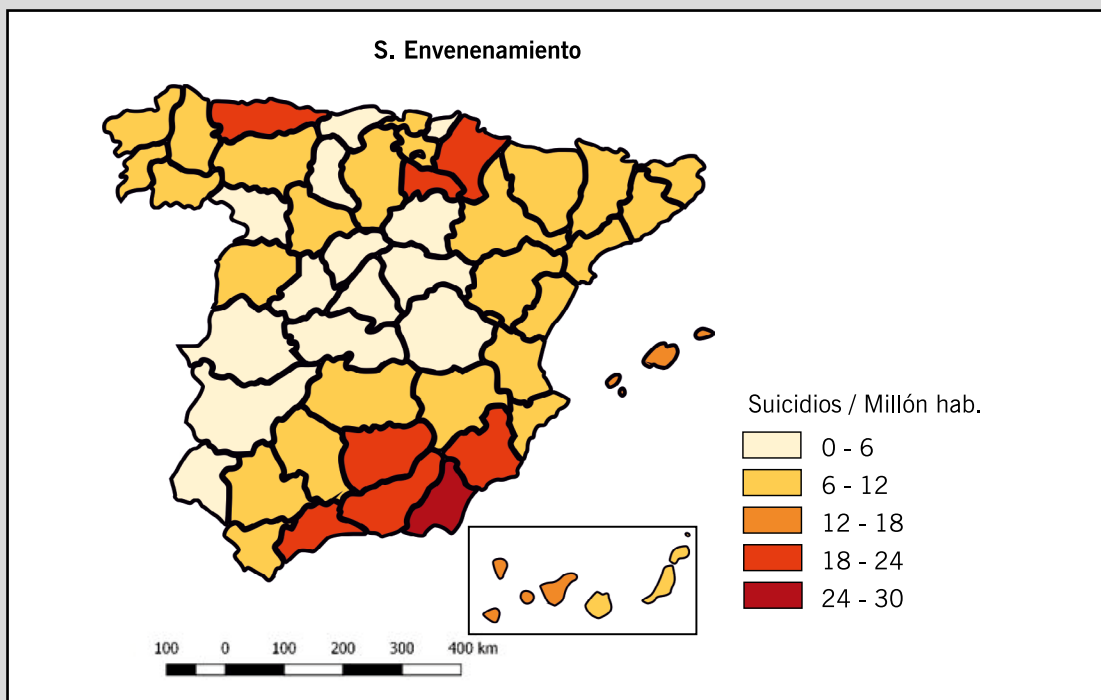 S. Envenenamiento
Suicidios / Millón hab.
0 - 6
6 - 12
12 - 18
18 - 24
24 - 30
100 0 100 200 300 400 km